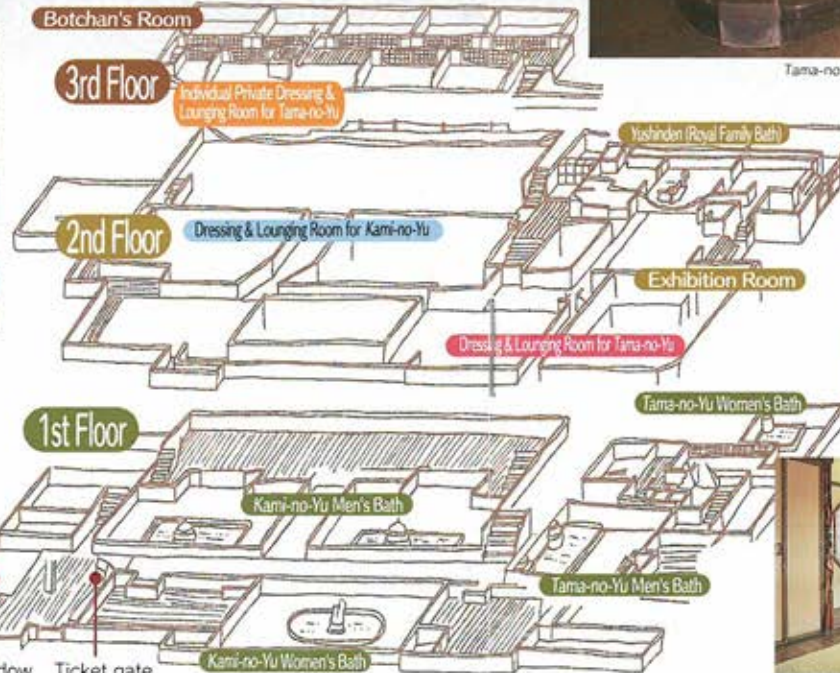 Botchan's Room
Tama-no
3rd Floor
Individual Private Dressing &
Lounging Room for Tama-no-Yu
Yushinden (Royal Family Bath)
2nd Floor
Dressing & Lounging Room for Kami-no-Yu
Exhibition Room
Dressing & Lounging Room for Tama-no-Yu
Tama-no-Yu Women's Bath
1st Floor
Kami-no-Yu Men's Bath
Tama-no-Yu Men's Bath
Kami-no-Yu Women's Bath
Ticket gate